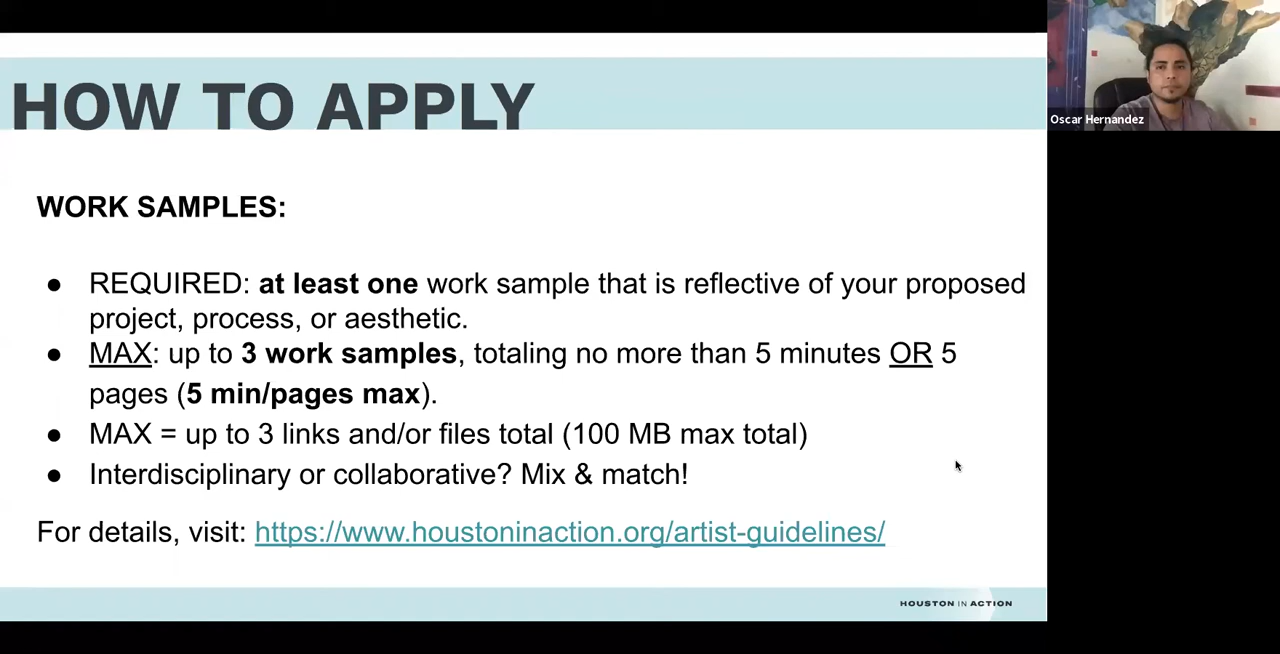 HOW TO APPLY
Oscar Hernandez
WORK SAMPLES:
● REQUIRED: at least one work sample that is reflective of your proposed
project, process, or aesthetic.
● MAX: up to 3 work samples, totaling no more than 5 minutes OR 5
pages (5 min/pages max).
● MAX = up to 3 links and/or files total (100 MB max total)
● Interdisciplinary or collaborative? Mix & match!
For details, visit: https://www.houstoninaction.org/artist-guidelines/
HOUSTON IN ACTION